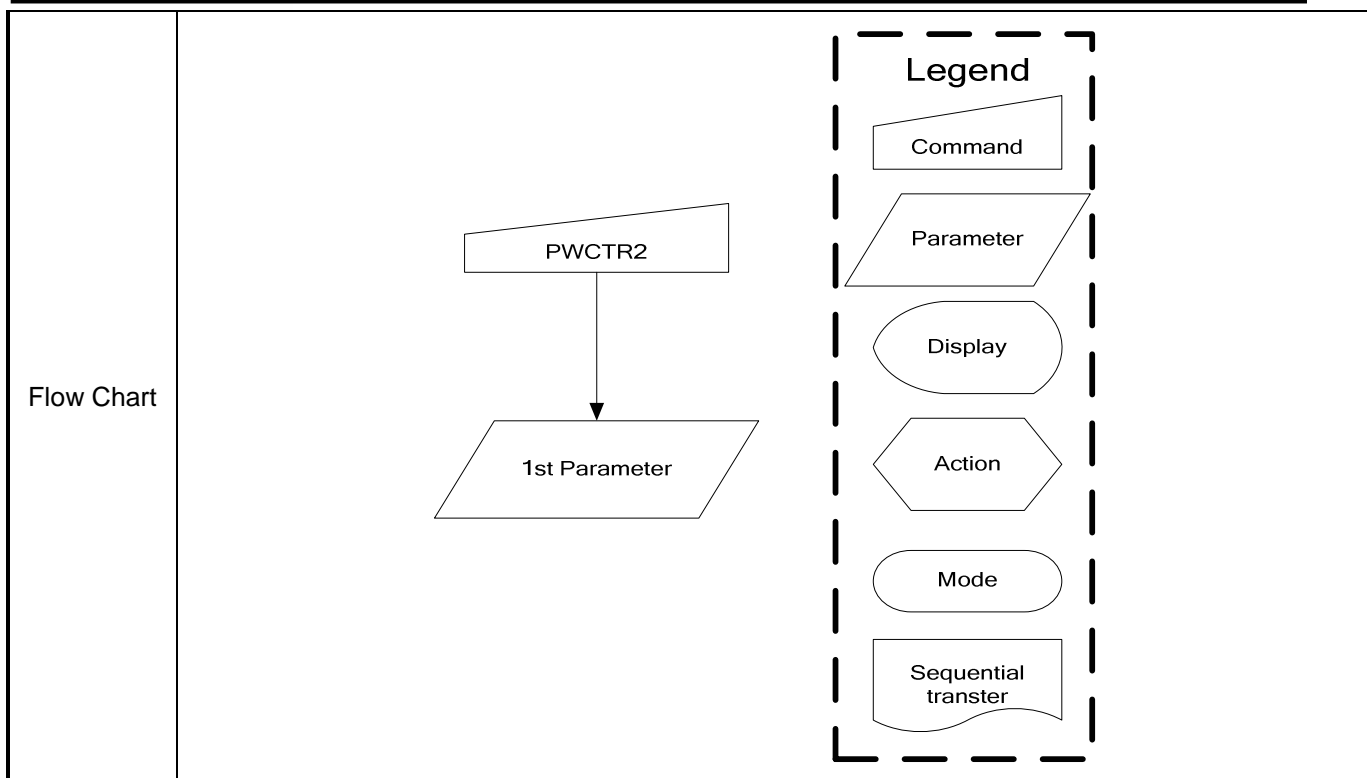 Flow Chart
PWCTR2
1st Parameter
Legend
Command
Parameter
Display
Action
Mode
Sequential
transter